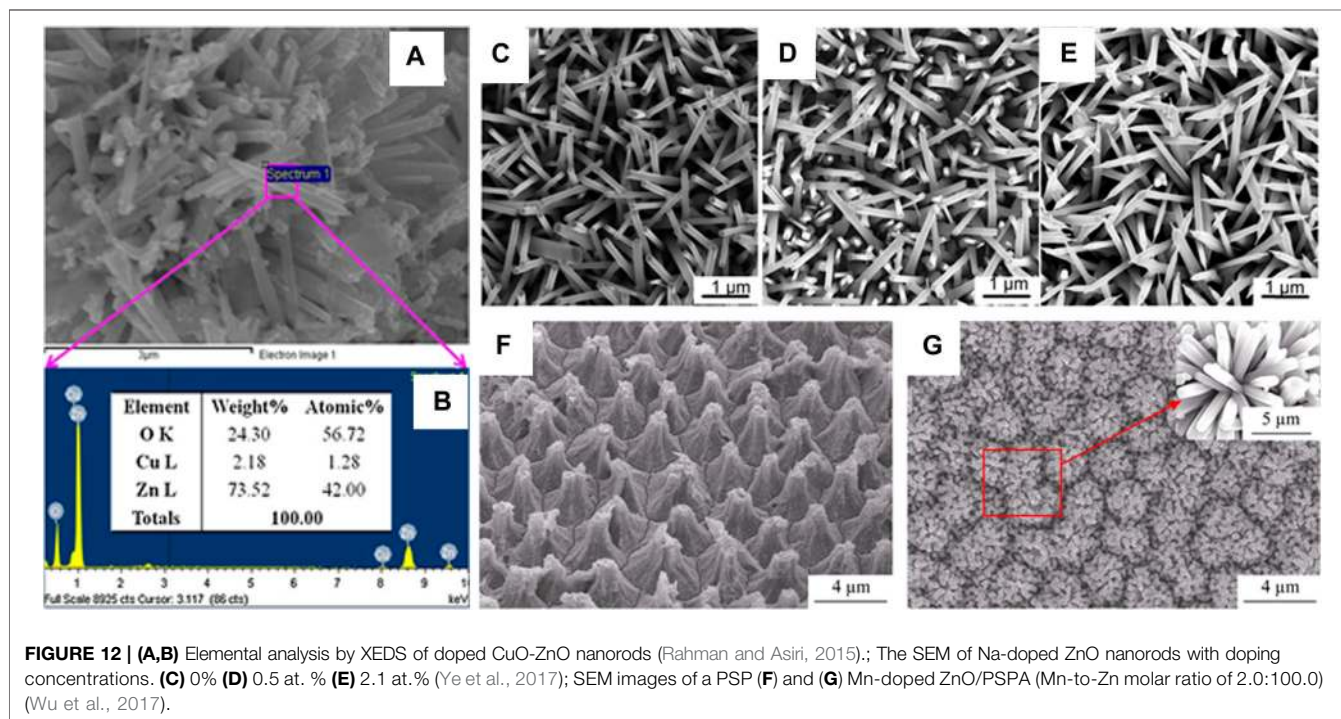 A
Spectrum 1
3µm
Electron Image 1
B
Element Weight% Atomic%
O K 24.30 56.72
Cu L 2.18 1.28
Zn L 73.52 42.00
Totals 100.00
1 2 3 4 5 6 7 8 9
Full Scale 8925 cts Cursor: 3.117 (86 cts)
keV
C
1 µm
D
1 µm
E
1 µm
F
4 µm
G
5 µm
4 µm
FIGURE 12 | (A,B) Elemental analysis by XEDS of doped CuO-ZnO nanorods (Rahman and Asiri, 2015).; The SEM of Na-doped ZnO nanorods with doping
concentrations. (C) 0% (D) 0.5 at. % (E) 2.1 at.% (Ye et al., 2017); SEM images of a PSP (F) and (G) Mn-doped ZnO/PSPA (Mn-to-Zn molar ratio of 2.0:100.0)
(Wu et al., 2017).